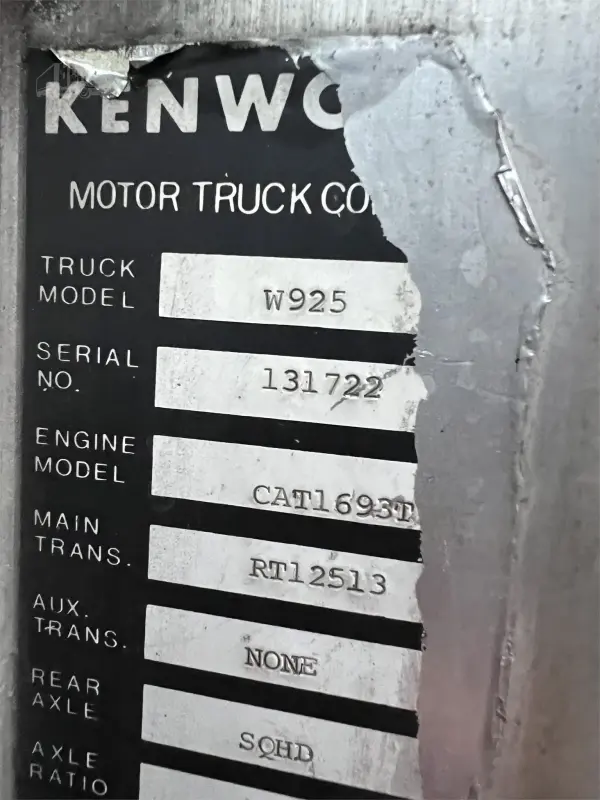 KENWO
MOTOR TRUCK CO
TRUCK MODEL W925
SERIAL NO. 131722
ENGINE MODEL CAT1693T
MAIN TRANS. RT12513
AUX. TRANS. NONE
REAR AXLE SQHD
AXLE RATIO